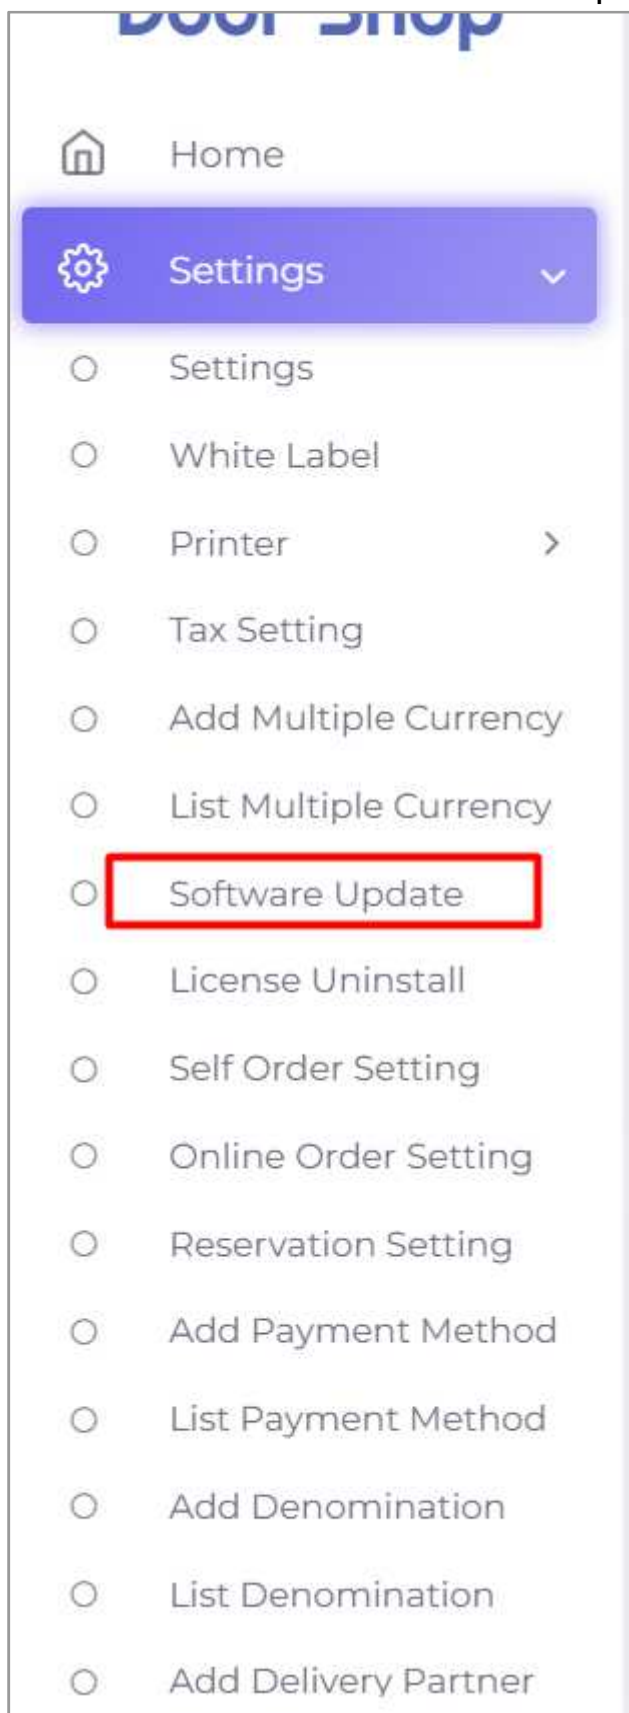 Door Shop
Home
Settings
Settings
White Label
Printer
Tax Setting
Add Multiple Currency
List Multiple Currency
Software Update
License Uninstall
Self Order Setting
Online Order Setting
Reservation Setting
Add Payment Method
List Payment Method
Add Denomination
List Denomination
Add Delivery Partner